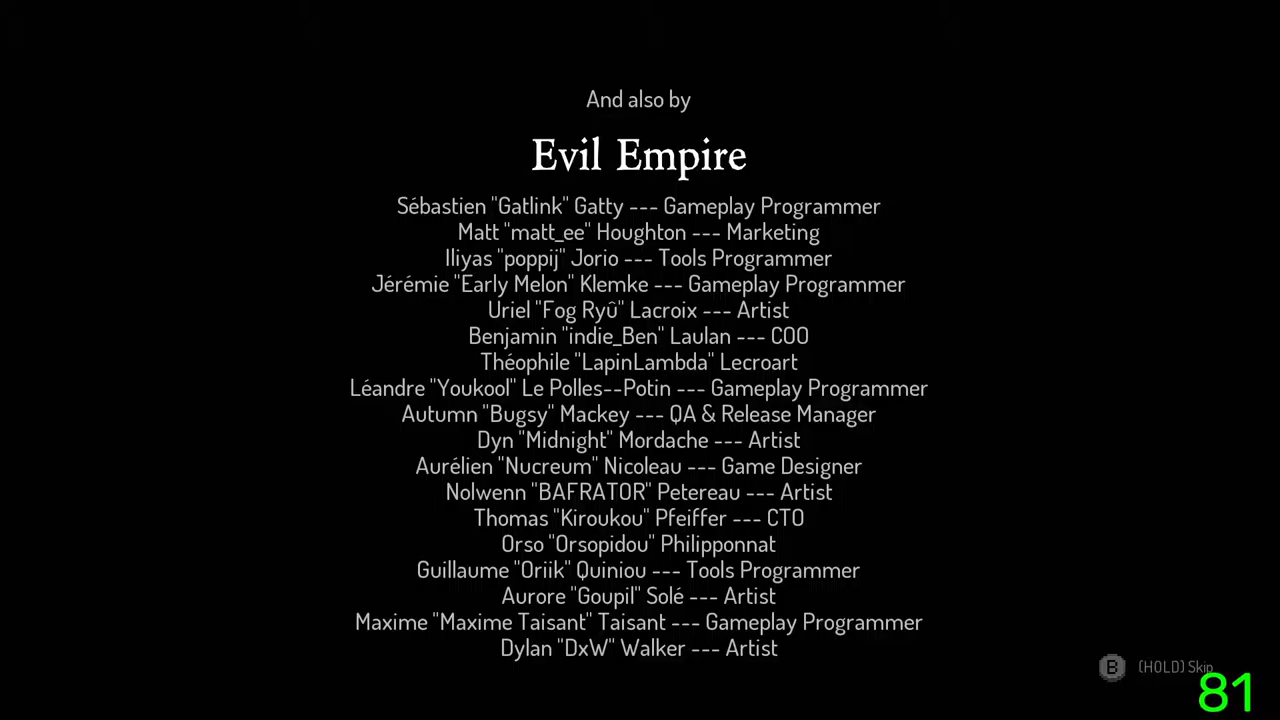 And also by
Evil Empire
Sébastien "Gatlink" Gatty --- Gameplay Programmer
Matt "matt_ee" Houghton --- Marketing
Iliyas "poppij" Jorio --- Tools Programmer
Jérémie "Early Melon" Klemke --- Gameplay Programmer
Uriel "Fog Ryû" Lacroix --- Artist
Benjamin "indie_Ben" Laulan --- COO
Théophile "LapinLambda" Lecroart
Léandre "Youkool" Le Polles--Potin --- Gameplay Programmer
Autumn "Bugsy" Mackey --- QA & Release Manager
Dyn "Midnight" Mordache --- Artist
Aurélien "Nucreum" Nicoleau --- Game Designer
Nolwenn "BAFRATOR" Petereau --- Artist
Thomas "Kiroukou" Pfeiffer --- CTO
Orso "Orsopidou" Philipponnat
Guillaume "Oriik" Quiniou --- Tools Programmer
Aurore "Goupil" Solé --- Artist
Maxime "Maxime Taisant" Taisant --- Gameplay Programmer
Dylan "DxW" Walker --- Artist
B (HOLD) Skip
81